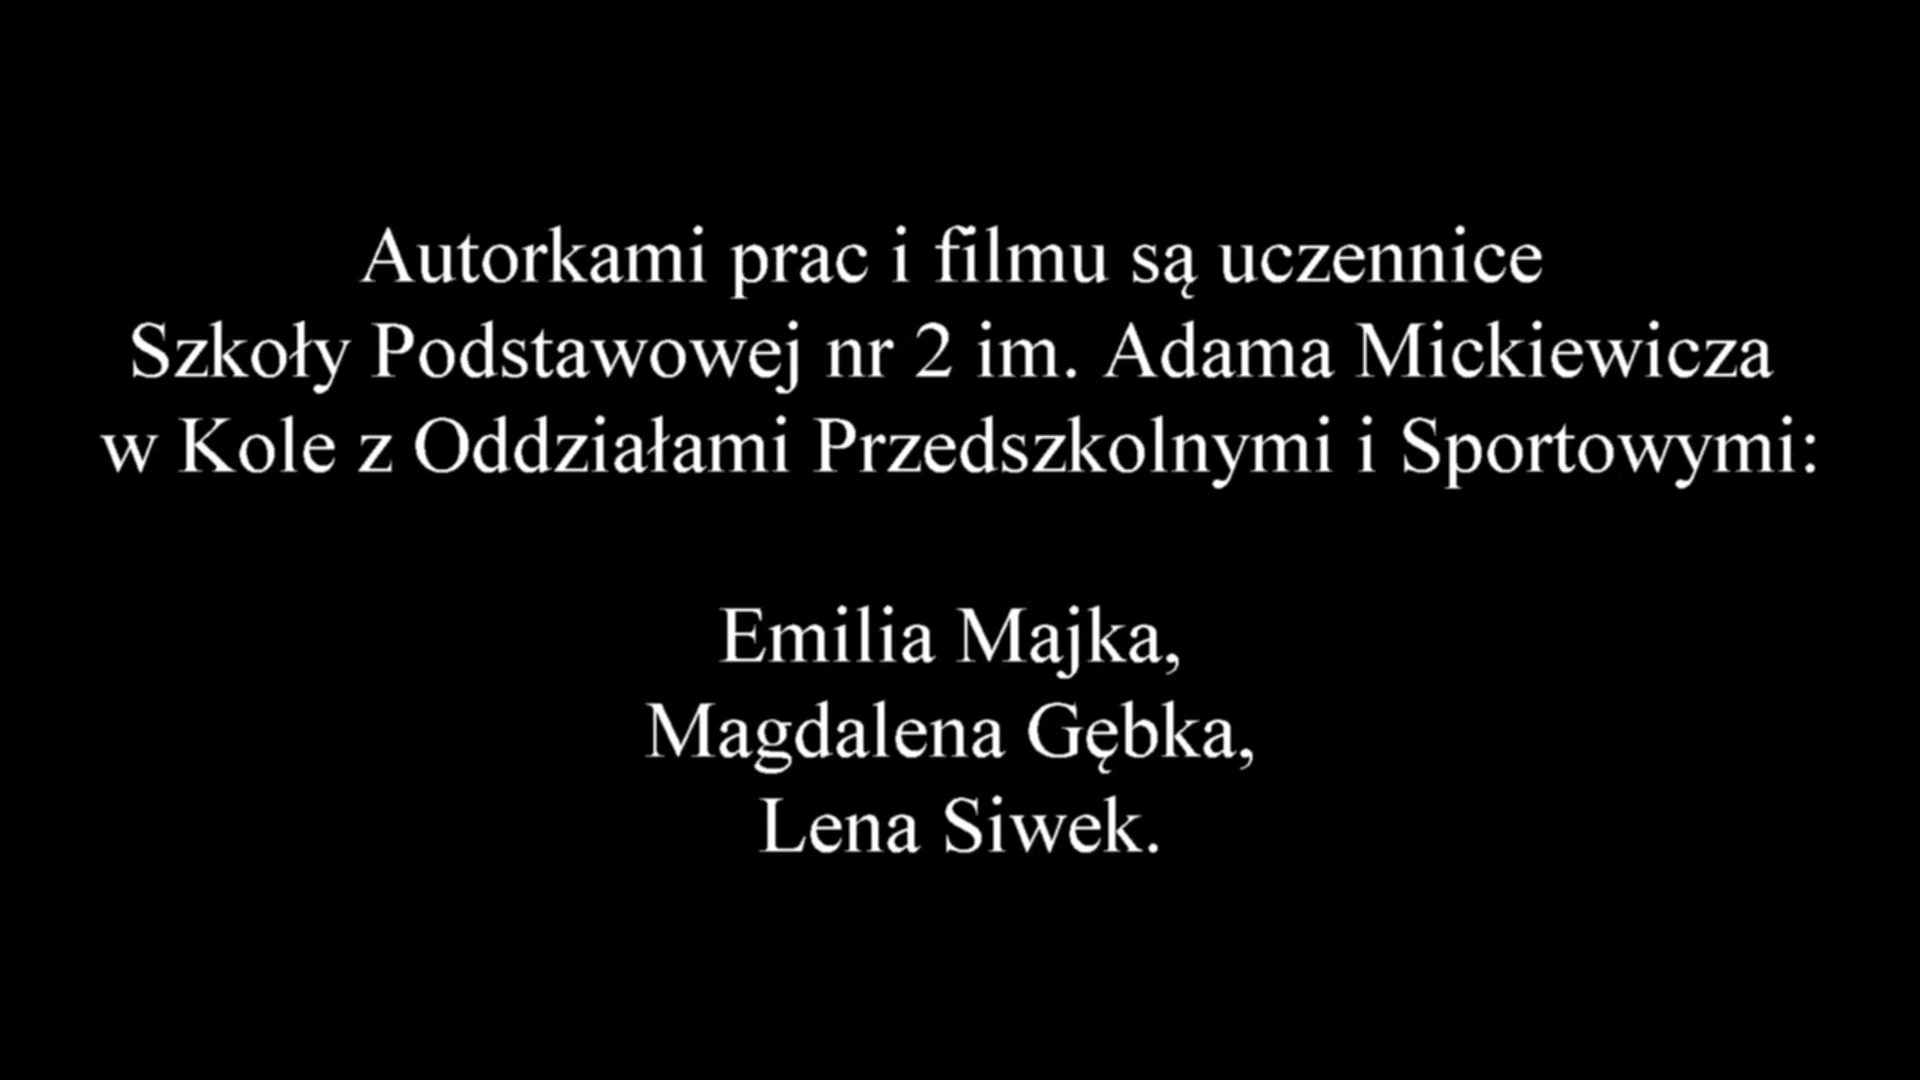 Autorkami prac i filmu są uczennice
Szkoły Podstawowej nr 2 im. Adama Mickiewicza
w Kole z Oddziałami Przedszkolnymi i Sportowymi:
Emilia Majka,
Magdalena Gębka,
Lena Siwek.